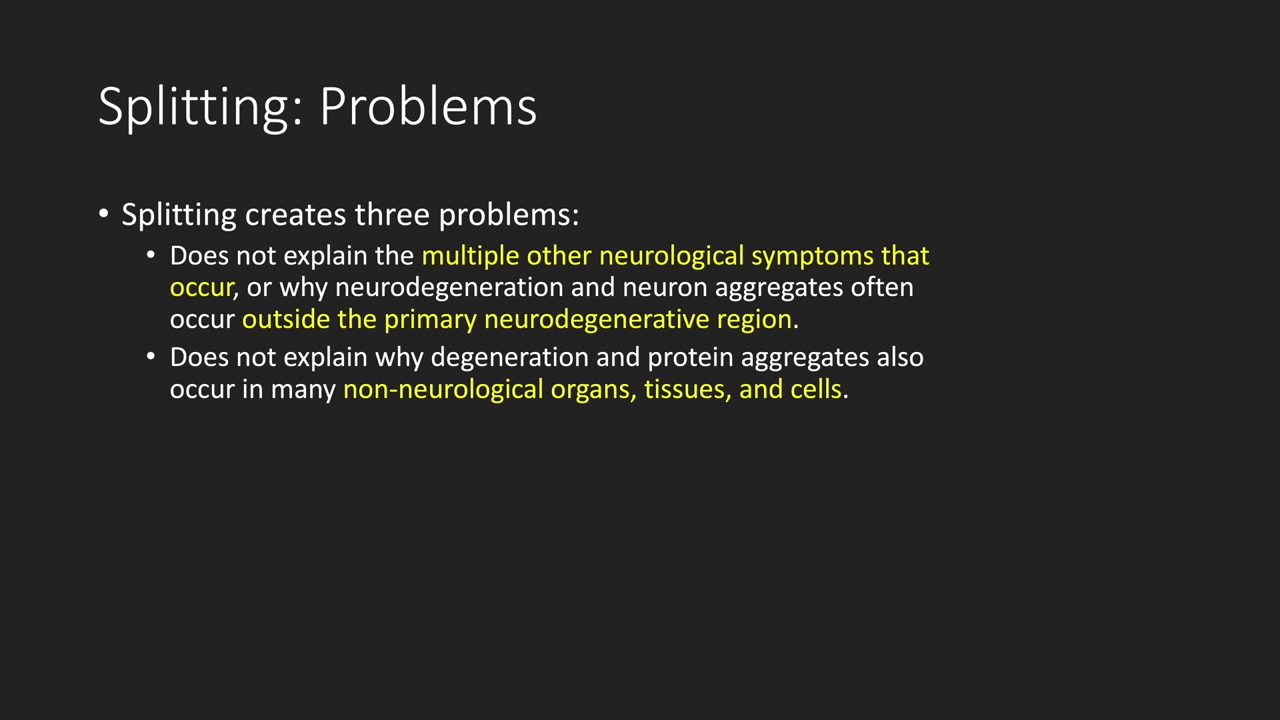 Splitting: Problems
• Splitting creates three problems:
• Does not explain the multiple other neurological symptoms that
occur, or why neurodegeneration and neuron aggregates often
occur outside the primary neurodegenerative region.
• Does not explain why degeneration and protein aggregates also
occur in many non-neurological organs, tissues, and cells.